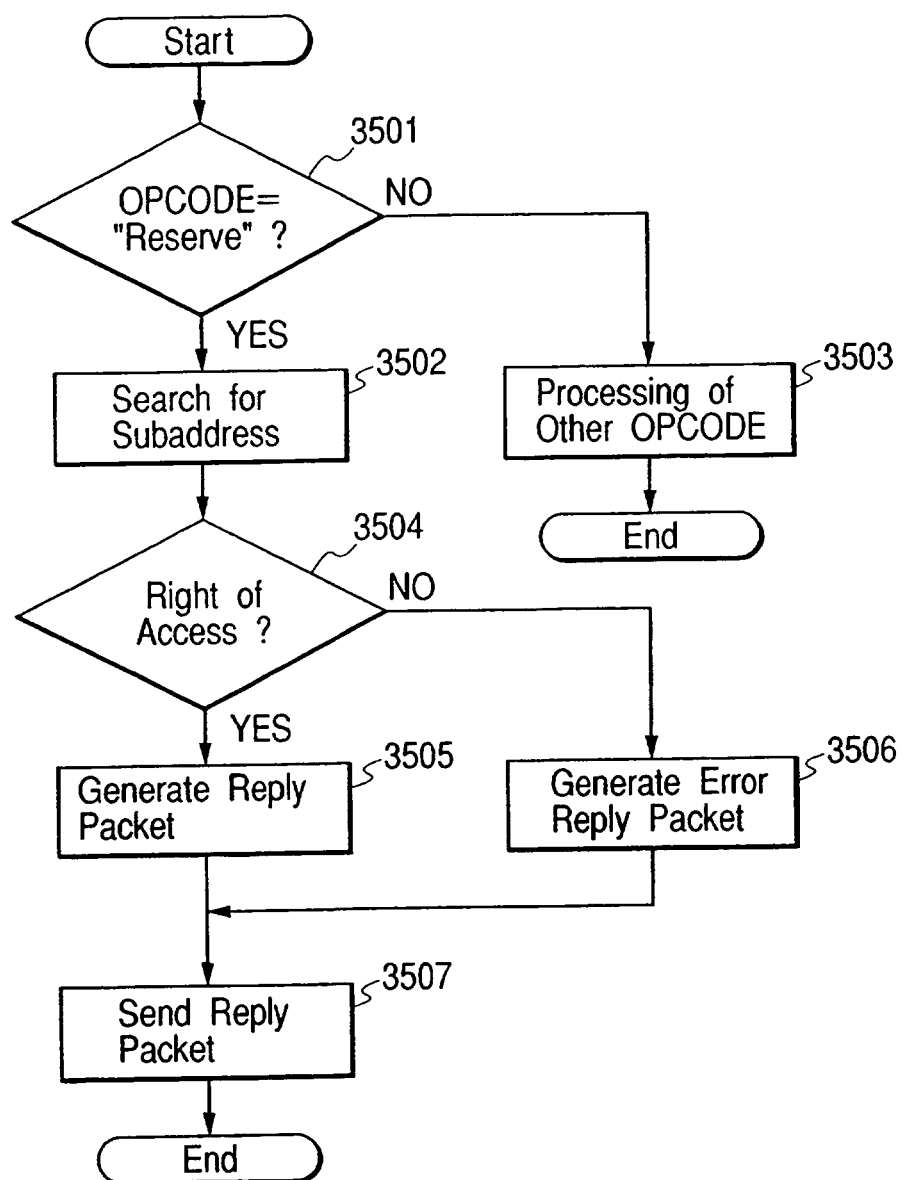 Start
3501
OPCODE=
"Reserve" ?
NO
YES
3502
Search for
Subaddress
3503
Processing of
Other OPCODE
End
3504
Right of
Access ?
NO
YES
3505
Generate Reply
Packet
3506
Generate Error
Reply Packet
3507
Send Reply
Packet
End